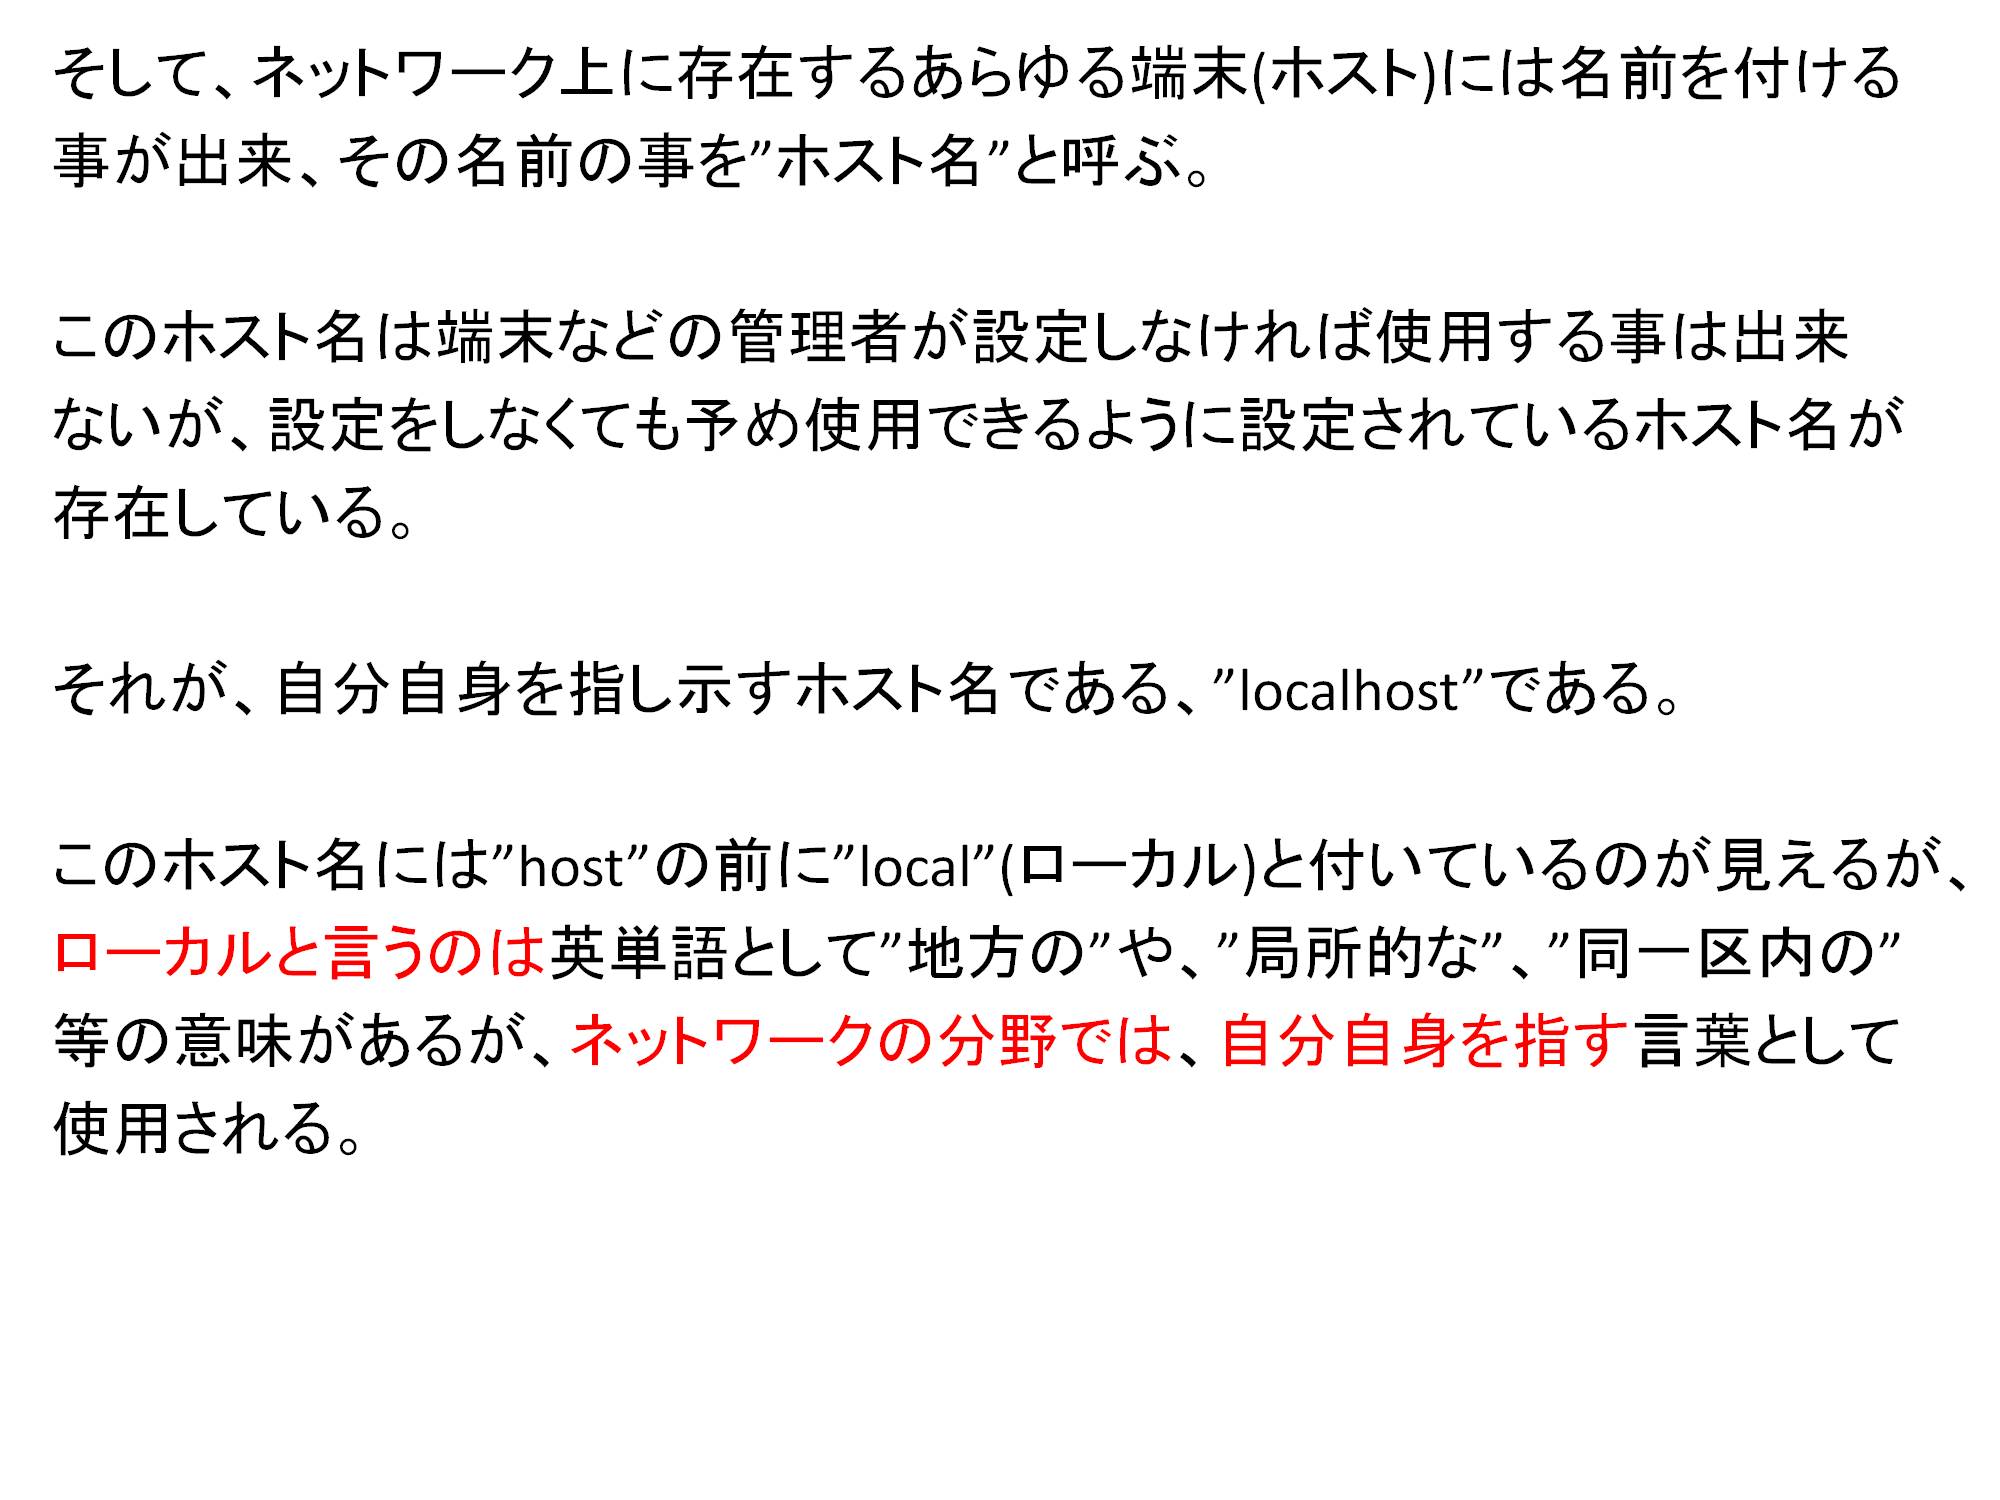 そして、ネットワーク上に存在するあらゆる端末(ホスト)には名前を付ける
事が出来、その名前の事を”ホスト名”と呼ぶ。
このホスト名は端末などの管理者が設定しなければ使用する事は出来
ないが、設定をしなくても予め使用できるように設定されているホスト名が
存在している。
それが、自分自身を指し示すホスト名である、”localhost”である。
このホスト名には”host”の前に”local”(ローカル)と付いているのが見えるが、
ローカルと言うのは英単語として”地方の”や、”局所的な”、”同一区内の”
等の意味があるが、ネットワークの分野では、自分自身を指す言葉として
使用される。